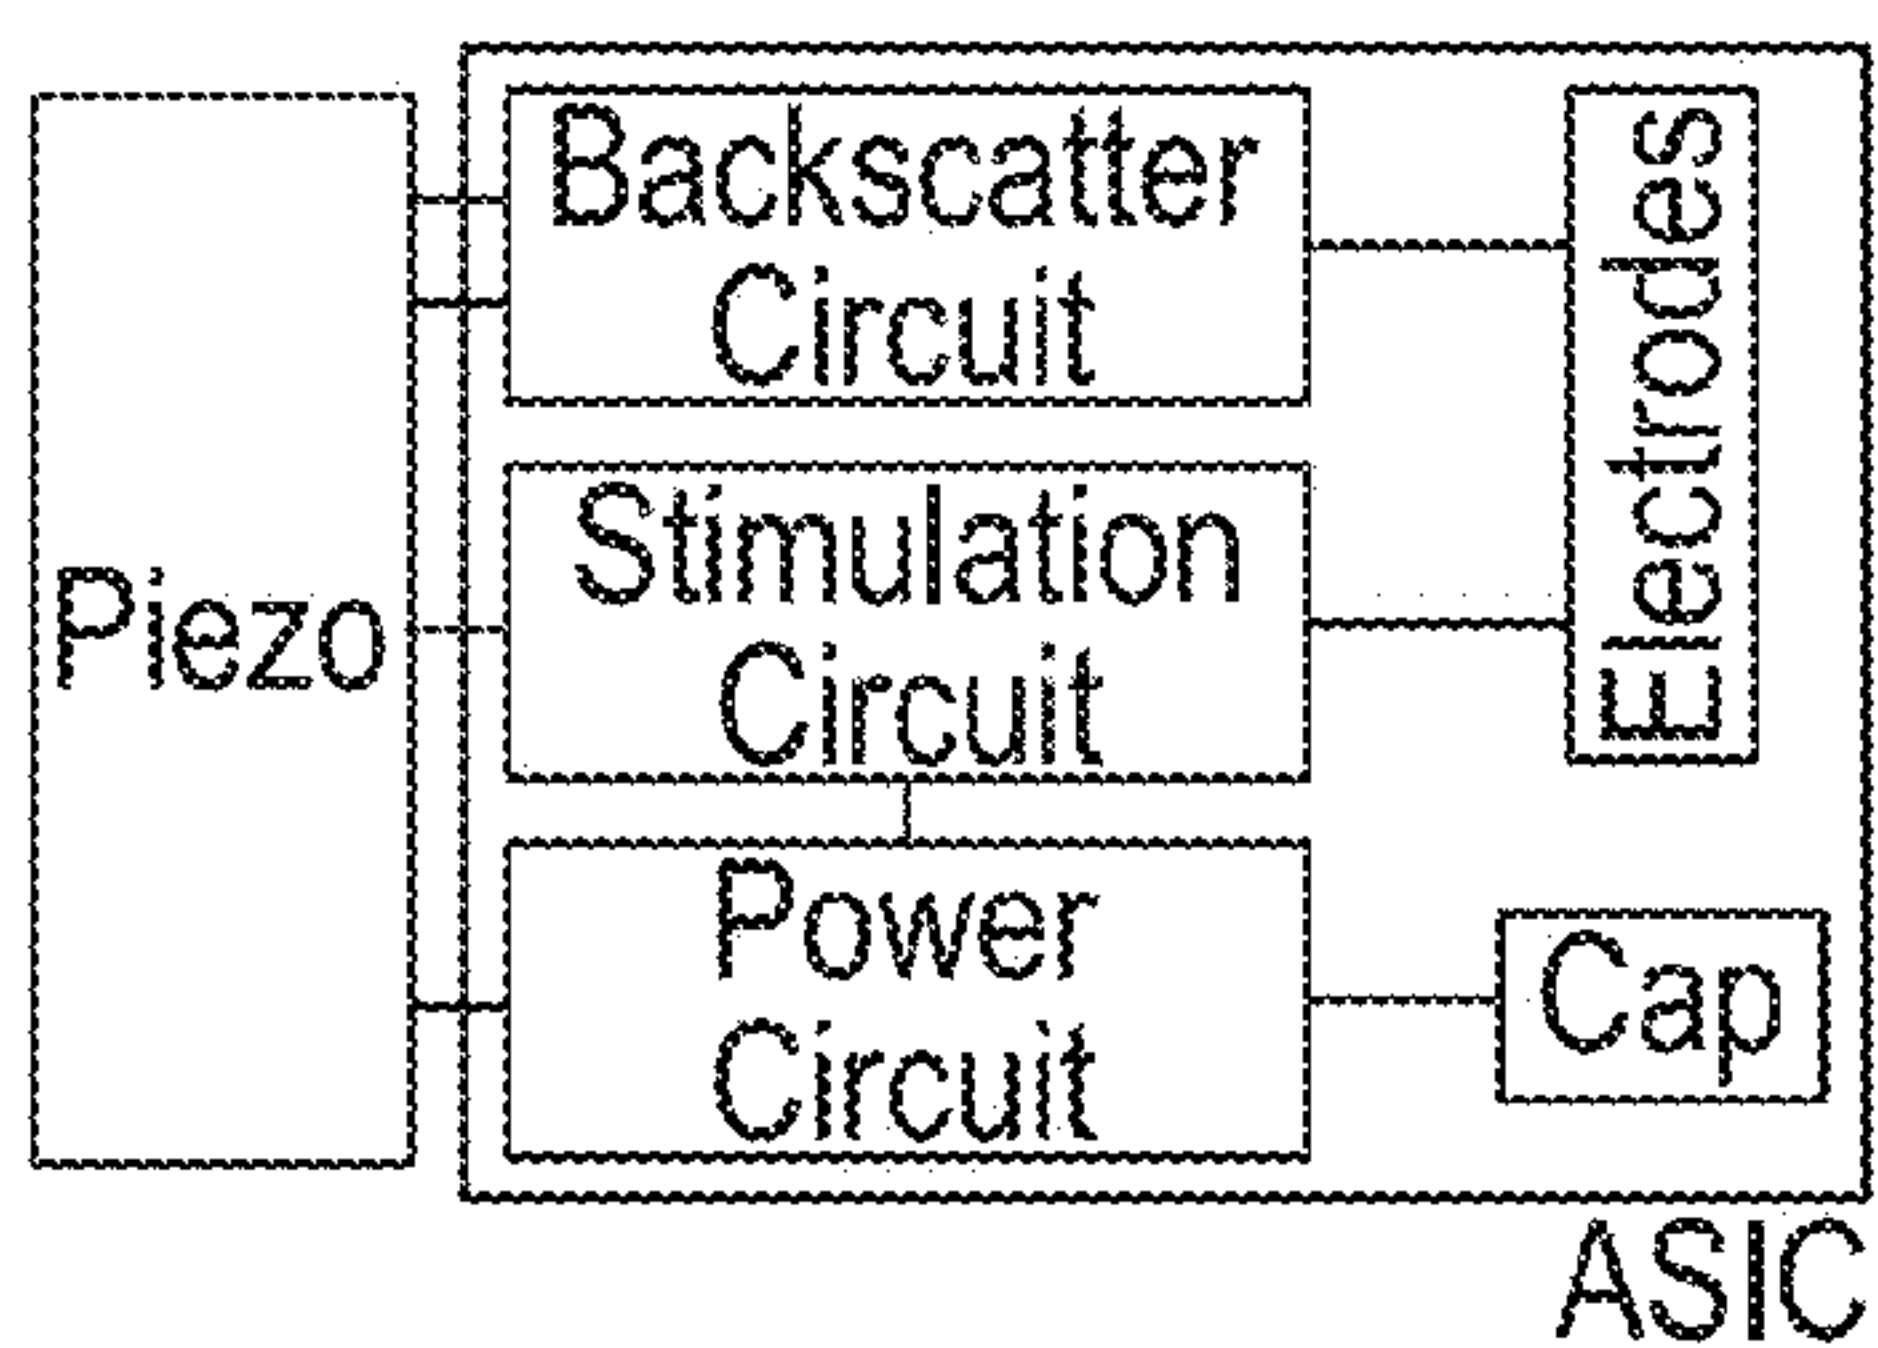 Piezo
Backscatter
Circuit
Stimulation
Circuit
Power
Circuit
Electrodes
Cap
ASIC